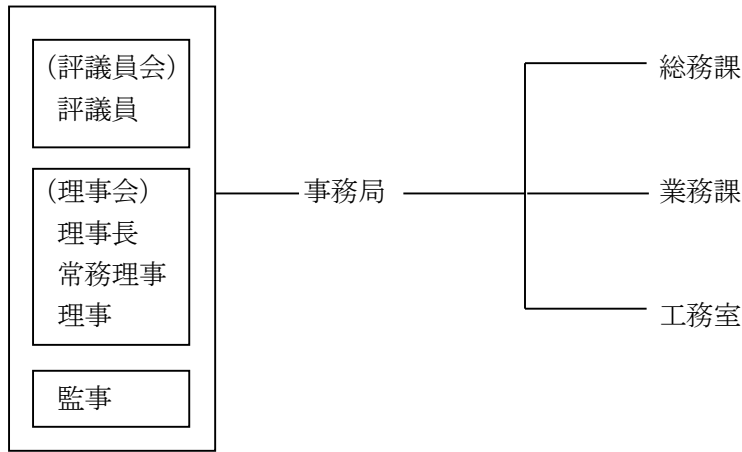 (評議員会)
評議員
(理事会)
理事長
常務理事
理事
監事
事務局
総務課
業務課
工務室